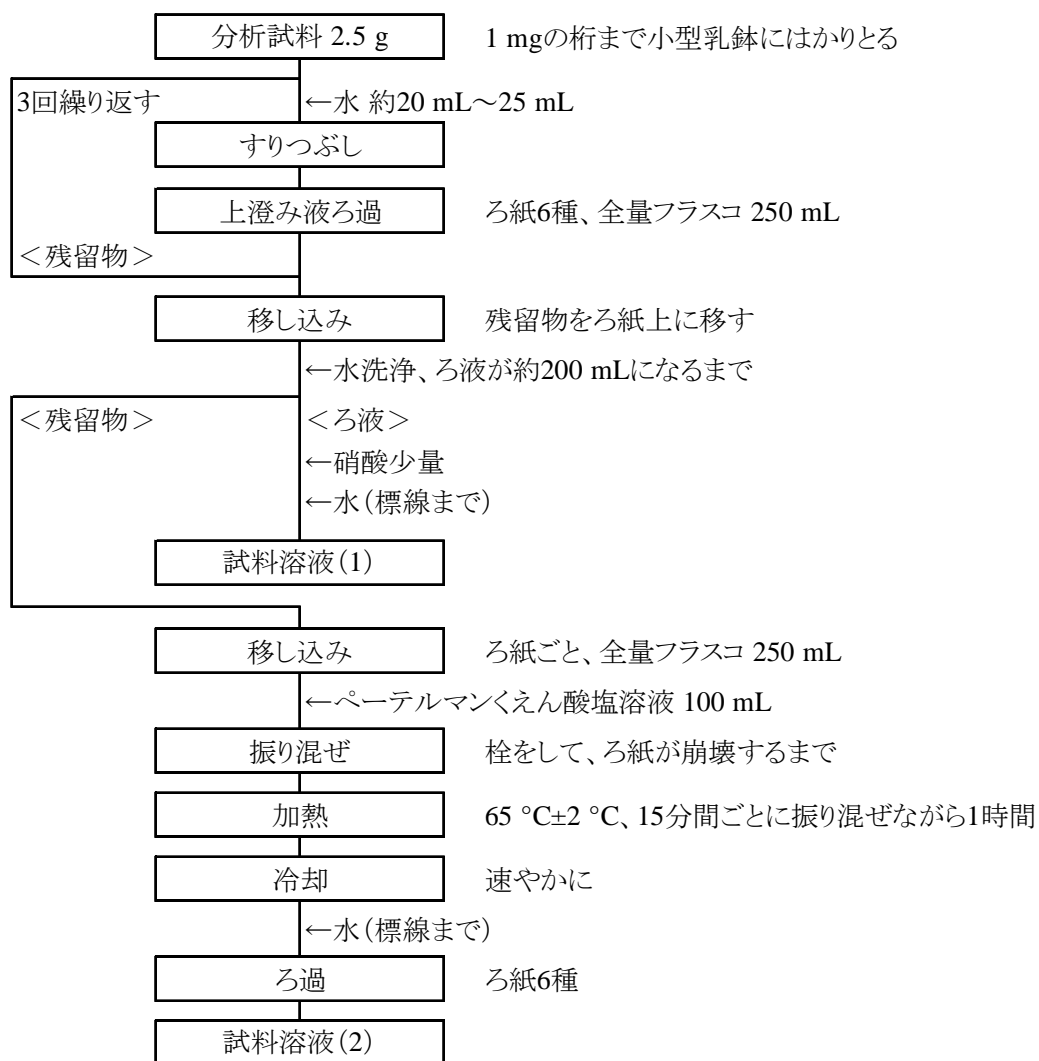 分析試料 2.5 g 1 mgの桁まで小型乳鉢にはかりとる
3回繰り返す ←水 約20 mL～25 mL
すりつぶし
上澄み液ろ過 ろ紙6種、全量フラスコ 250 mL
＜残留物＞
移し込み 残留物をろ紙上に移す
←水洗浄、ろ液が約200 mLになるまで
＜残留物＞ ＜ろ液＞
←硝酸少量
←水（標線まで）
試料溶液（1）
移し込み ろ紙ごと、全量フラスコ 250 mL
←ペーテルマンくえん酸塩溶液 100 mL
振り混ぜ 栓をして、ろ紙が崩壊するまで
加熱 65 °C±2 °C、15分間ごとに振り混ぜながら1時間
冷却 速やかに
←水（標線まで）
ろ過 ろ紙6種
試料溶液（2）